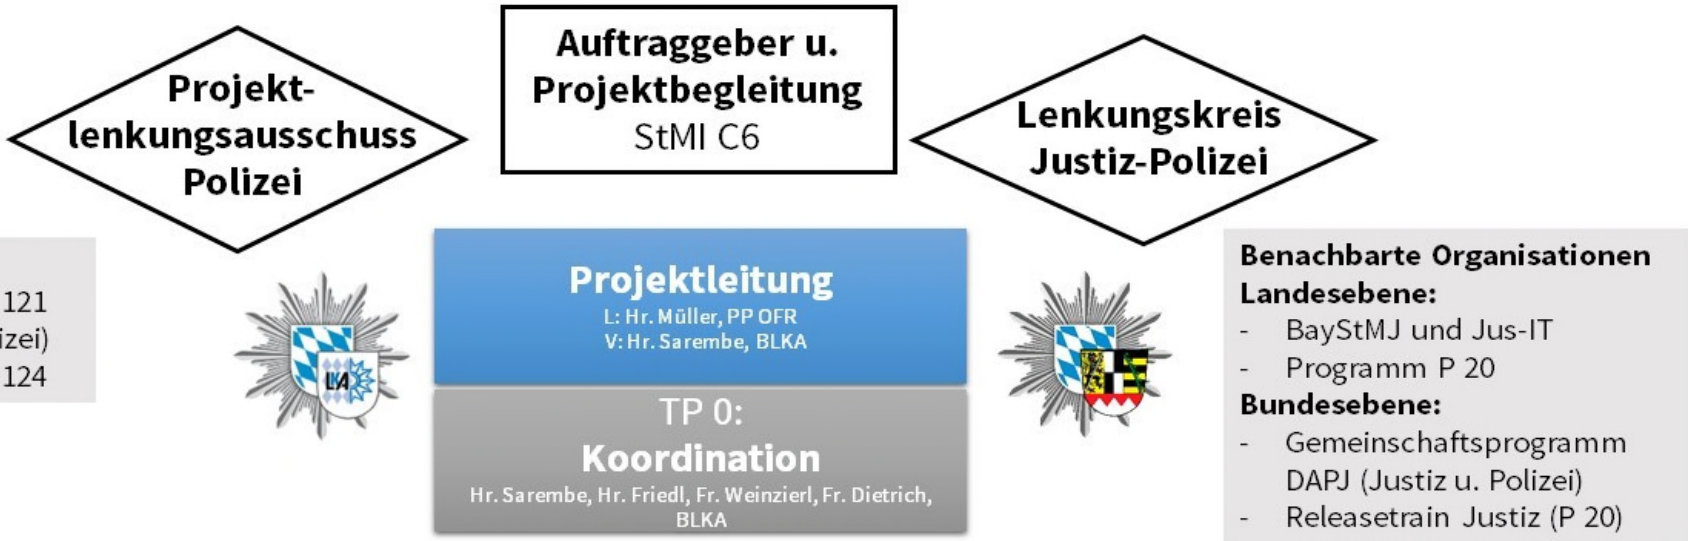 Projekt-
lenkungsausschuss
Polizei
Auftraggeber u.
Projektbegleitung
StMI C6
Lenkungskreis
Justiz-Polizei
121
izei)
124
LKA
Projektleitung
L: Hr. Müller, PP OFR
V: Hr. Sarembe, BLKA
TP 0:
Koordination
Hr. Sarembe, Hr. Friedl, Fr. Weinzierl, Fr. Dietrich,
BLKA
Benachbarte Organisationen
Landesebene:
- BayStMJ und Jus-IT
- Programm P 20
Bundesebene:
- Gemeinschaftsprogramm
DAPJ (Justiz u. Polizei)
- Releasetrain Justiz (P 20)